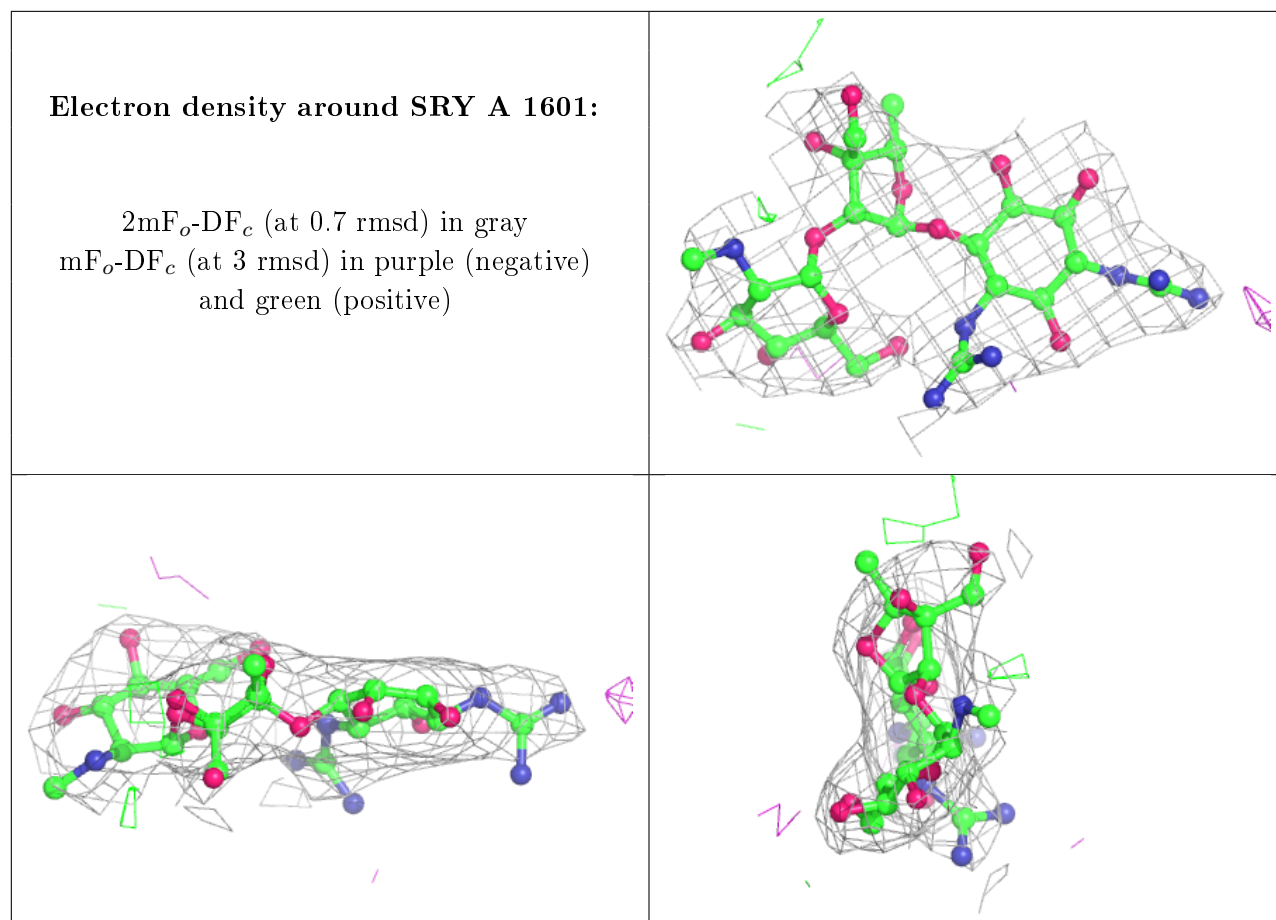 Electron density around SRY A 1601:
2mFo-DFc (at 0.7 rmsd) in gray
mFo-DFc (at 3 rmsd) in purple (negative)
and green (positive)